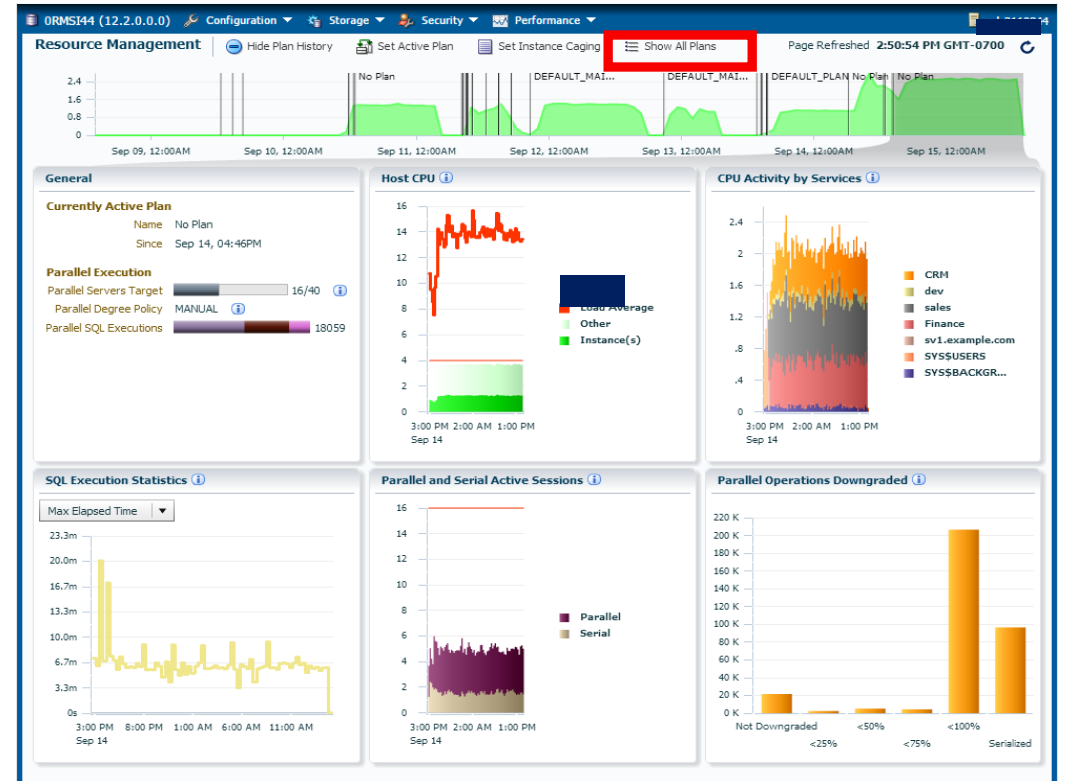 ORMSI44 (12.2.0.0.0) Configuration Storage Security Performance
Resource Management Hide Plan History Set Active Plan Set Instance Caging Show All Plans Page Refreshed 2:50:54 PM GMT-0700
No Plan DEFAULT_MAI... DEFAULT_MAI... DEFAULT_PLAN No Plan No Plan
2.4
1.6
0.8
0
Sep 09, 12:00AM Sep 10, 12:00AM Sep 11, 12:00AM Sep 12, 12:00AM Sep 13, 12:00AM Sep 14, 12:00AM Sep 15, 12:00AM
General
Currently Active Plan
Name No Plan
Since Sep 14, 04:46PM
Parallel Execution
Parallel Servers Target 16/40
Parallel Degree Policy MANUAL
Parallel SQL Executions 18059
Host CPU
16
14
12
10
8
6
4
2
0
3:00 PM 2:00 AM 1:00 PM
Sep 14
Load Average
Other
Instance(s)
CPU Activity by Services
2.4
2
1.6
1.2
.8
.4
0
3:00 PM 2:00 AM 1:00 PM
Sep 14
CRM
dev
sales
Finance
sv1.example.com
SYS$USERS
SYS$BACKGR...
SQL Execution Statistics
Max Elapsed Time
23.3m
20.0m
16.7m
13.3m
10.0m
6.7m
3.3m
0s
3:00 PM 8:00 PM 1:00 AM 6:00 AM 11:00 AM
Sep 14
Parallel and Serial Active Sessions
16
14
12
10
8
6
4
2
0
3:00 PM 2:00 AM 1:00 PM
Sep 14
Parallel
Serial
Parallel Operations Downgraded
220 K
200 K
180 K
160 K
140 K
120 K
100 K
80 K
60 K
40 K
20 K
0 K
Not Downgraded <50% <100%
<25% <75% Serialized